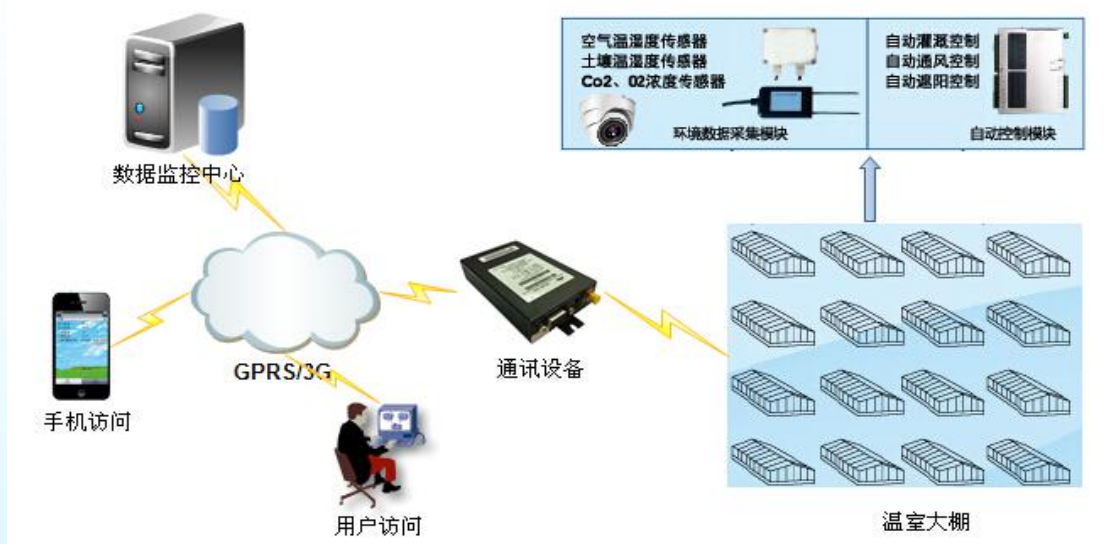 空气温湿度传感器
土壤温湿度传感器
Co2、02浓度传感器
环境数据采集模块
自动灌溉控制
自动通风控制
自动遮阳控制
自动控制模块
数据监控中心
GPRS/3G
通讯设备
手机访问
用户访问
温室大棚